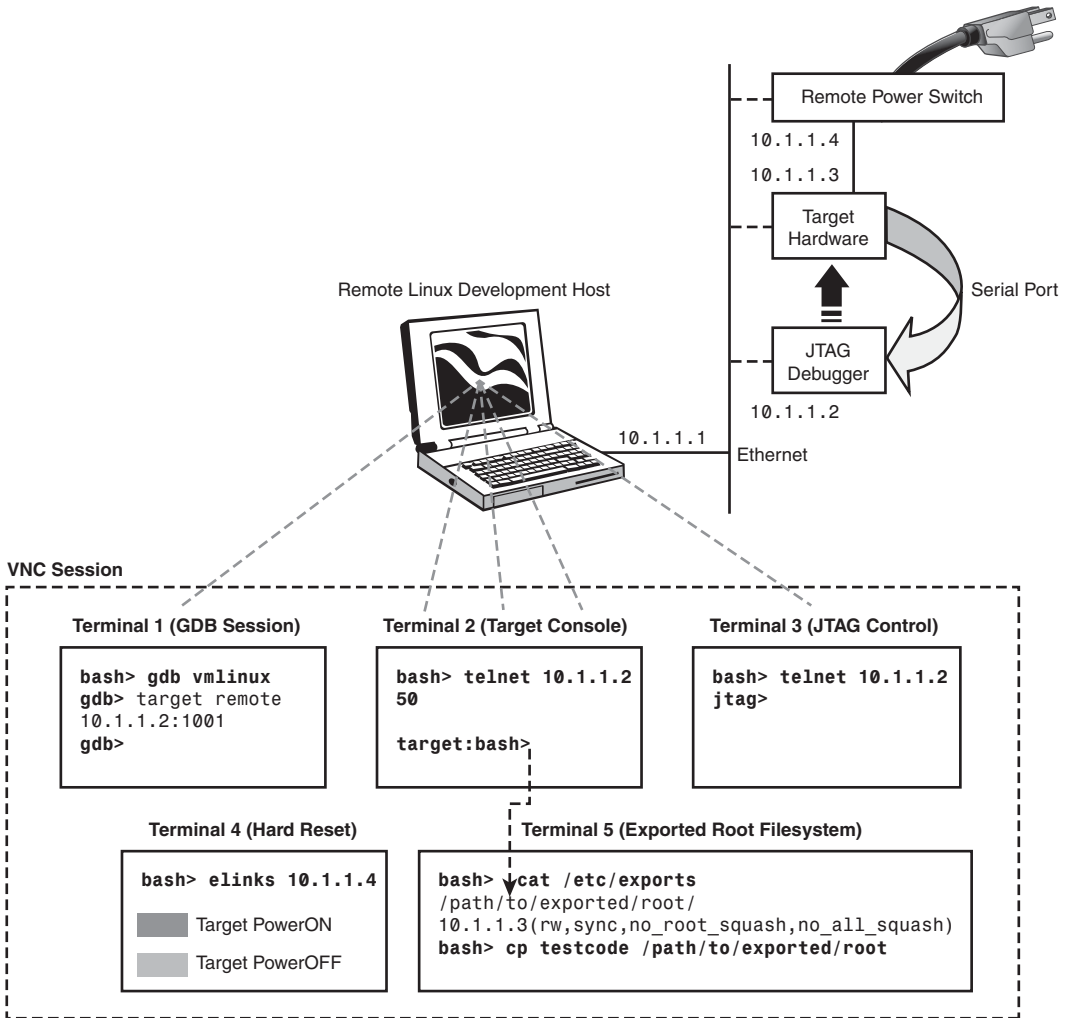 Remote Power Switch
10.1.1.4
10.1.1.3
Target
Hardware
Serial Port
Remote Linux Development Host
JTAG
Debugger
10.1.1.2
10.1.1.1
Ethernet
VNC Session
Terminal 1 (GDB Session)
bash> gdb vmlinux
gdb> target remote
10.1.1.2:1001
gdb>
Terminal 2 (Target Console)
bash> telnet 10.1.1.2
50
target:bash>
Terminal 3 (JTAG Control)
bash> telnet 10.1.1.2
jtag>
Terminal 4 (Hard Reset)
bash> elinks 10.1.1.4
Target PowerON
Target PowerOFF
Terminal 5 (Exported Root Filesystem)
bash> cat /etc/exports
/path/to/exported/root/
10.1.1.3(rw,sync,no_root_squash,no_all_squash)
bash> cp testcode /path/to/exported/root